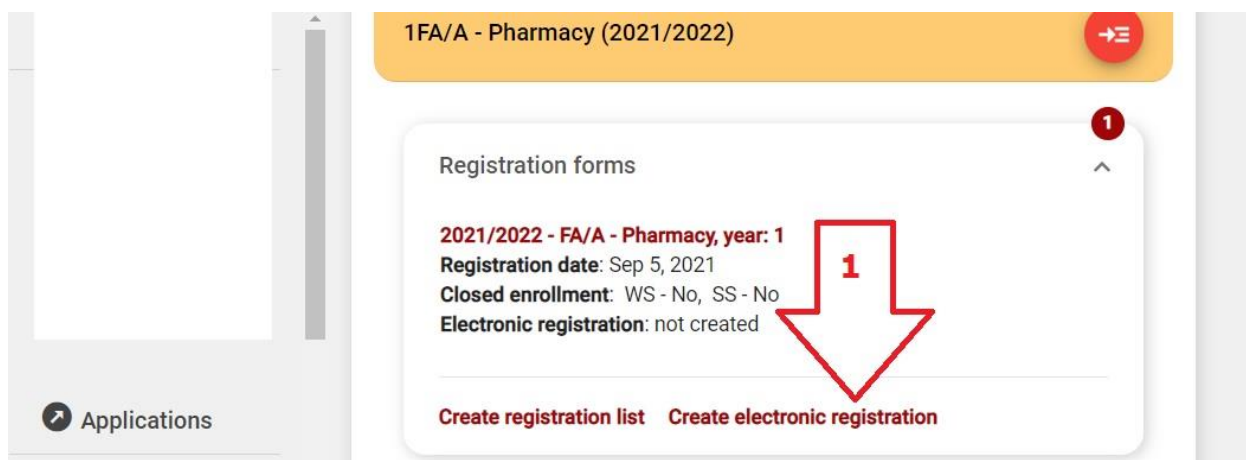 1FA/A - Pharmacy (2021/2022)
1
Registration forms
2021/2022 - FA/A - Pharmacy, year: 1
Registration date: Sep 5, 2021
Closed enrollment: WS - No, SS - No
Electronic registration: not created
1
Applications
Create registration list Create electronic registration